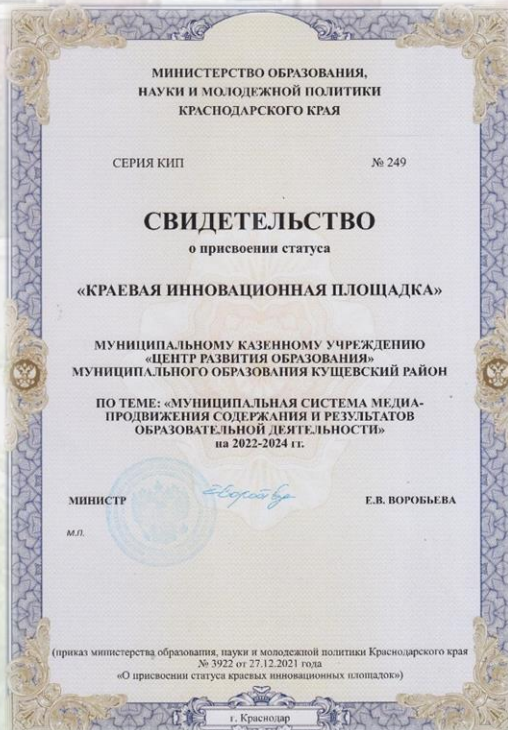 МИНИСТЕРСТВО ОБРАЗОВАНИЯ,
НАУКИ И МОЛОДЕЖНОЙ ПОЛИТИКИ
КРАСНОДАРСКОГО КРАЯ
СЕРИЯ КИП № 249
СВИДЕТЕЛЬСТВО
о присвоении статуса
«КРАЕВАЯ ИННОВАЦИОННАЯ ПЛОЩАДКА»
МУНИЦИПАЛЬНОМУ КАЗЕННОМУ УЧРЕЖДЕНИЮ
«ЦЕНТР РАЗВИТИЯ ОБРАЗОВАНИЯ»
МУНИЦИПАЛЬНОГО ОБРАЗОВАНИЯ КУЩЕВСКИЙ РАЙОН
ПО ТЕМЕ: «МУНИЦИПАЛЬНАЯ СИСТЕМА МЕДИА-
ПРОДВИЖЕНИЯ СОДЕРЖАНИЯ И РЕЗУЛЬТАТОВ
ОБРАЗОВАТЕЛЬНОЙ ДЕЯТЕЛЬНОСТИ»
на 2022-2024 гг.
МИНИСТР Е.В. ВОРОБЬЕВА
М.П.
(приказ министерства образования, науки и молодежной политики Краснодарского края
№ 3922 от 27.12.2021 года
«О присвоении статуса краевых инновационных площадок»)
г. Краснодар